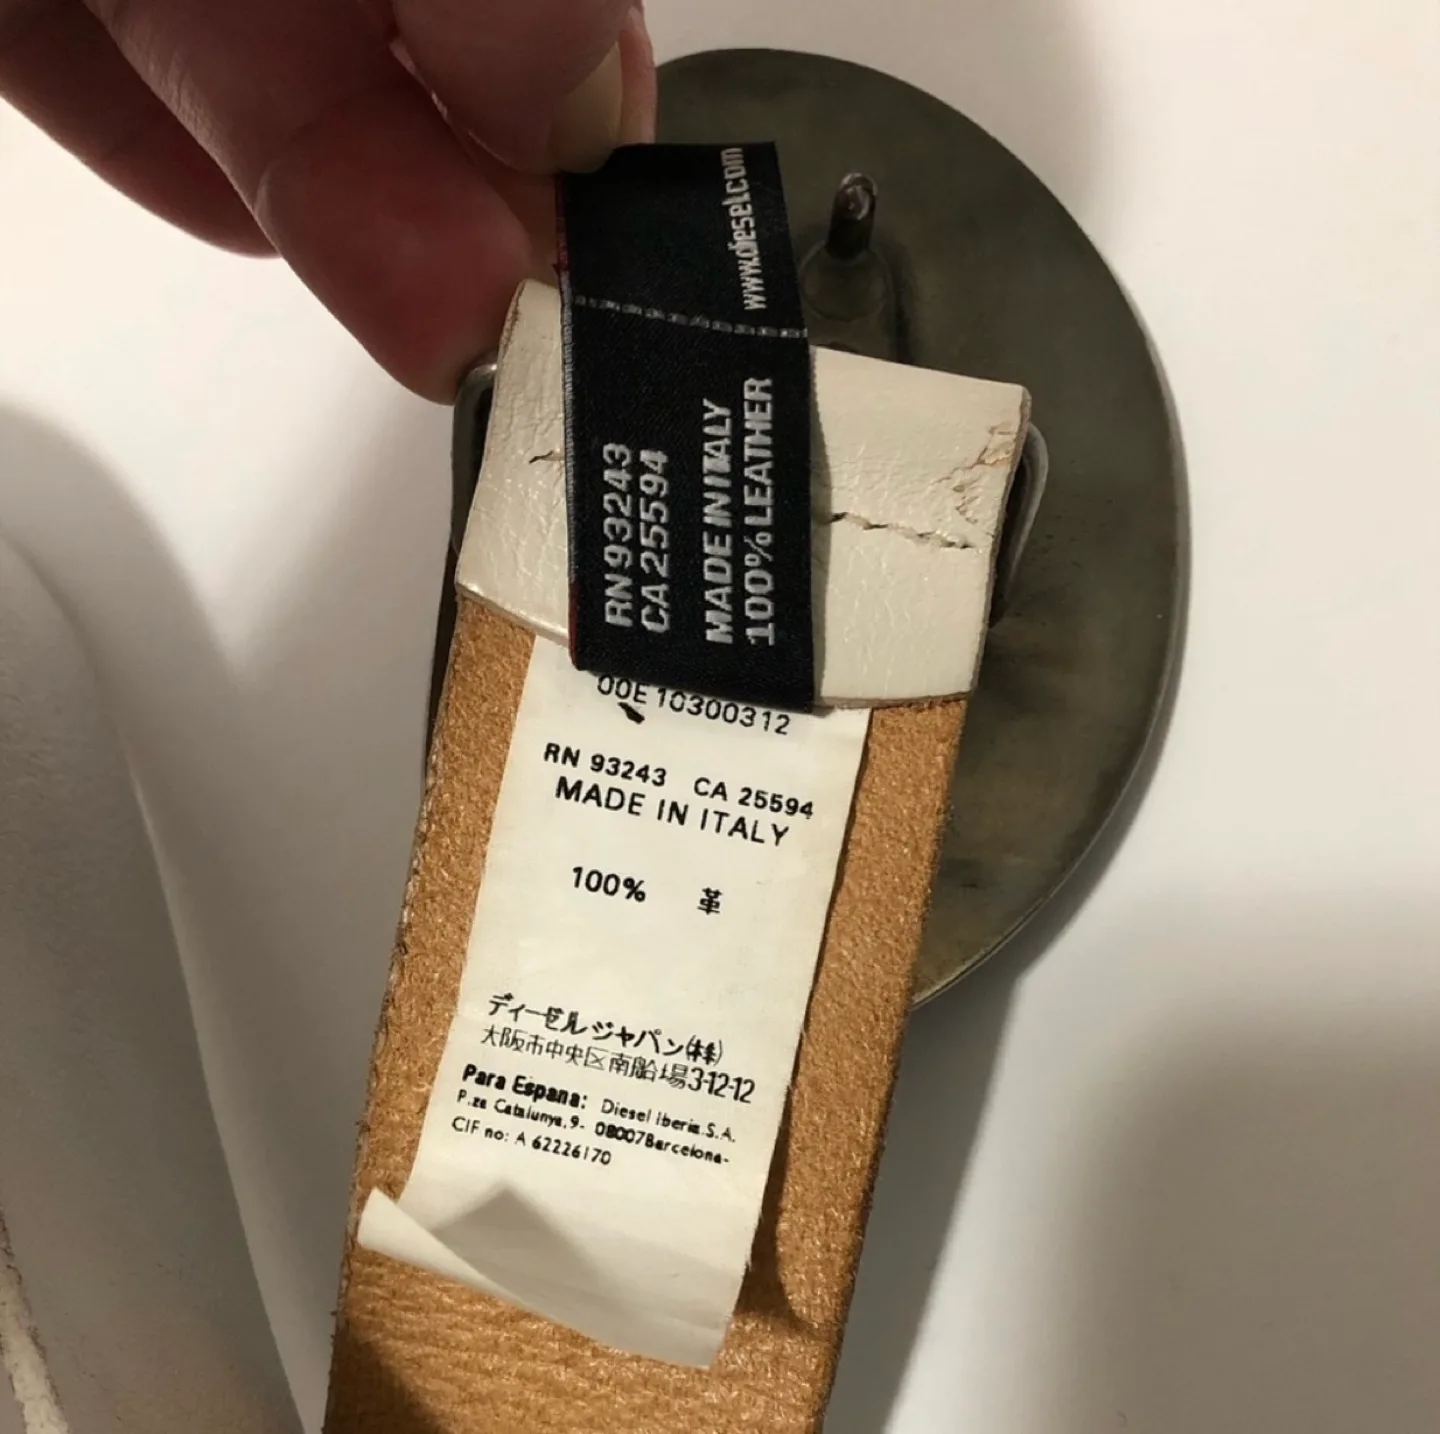 www.diesel.com
RN 93243
CA 25594
MADE IN ITALY
100% LEATHER
00E10300312
RN 93243 CA 25594
MADE IN ITALY
100% 革
ディーゼルジャパン㈱
大阪市中央区南船場3-12-12
Para Espana: Diesel Iberia.S.A.
P.za Catalunya,9- 08007Barcelona-
CIF no: A 62226170